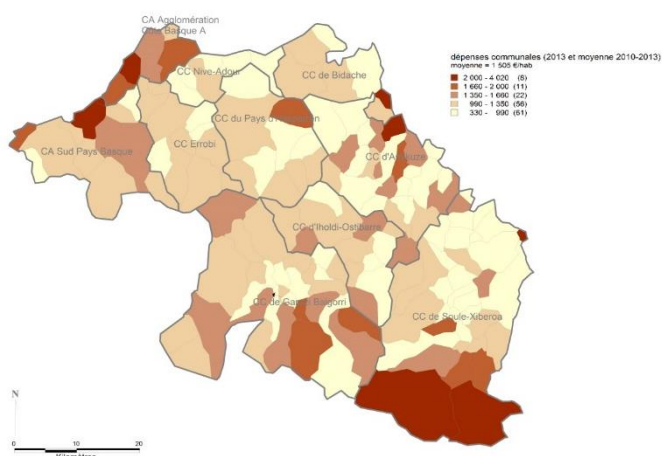 CA Agglomération
Côte Basque A
CC Nive-Adour
CC de Bidache
CC du Pays d'Hasparren
CC d'Amikuze
CA Sud Pays Basque
CC Errobi
CC d'Iholdi-Ostibarre
CC de Garazi Baigorri
CC de Soule-Xiberoa
dépenses communales (2013 et moyenne 2010-2013)
moyenne = 1 505 €/hab
2 000 - 4 020 (8)
1 660 - 2 000 (11)
1 350 - 1 660 (22)
990 - 1 350 (56)
330 - 990 (61)
N
0 10 20
Kilomètres